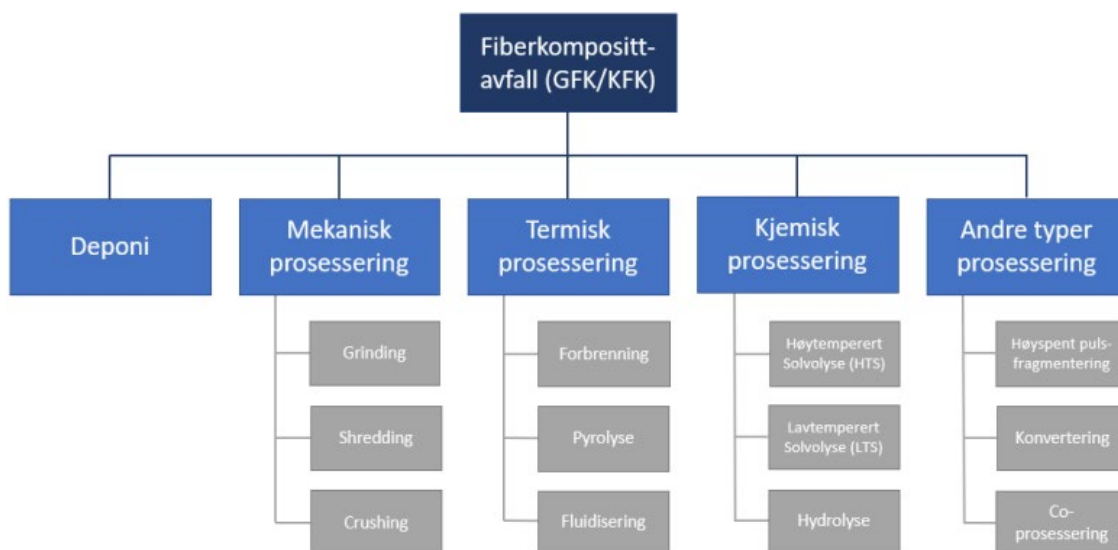 Fiberkompositt-
avfall (GFK/KFK)
Deponi
Mekanisk
prosessering
Termisk
prosessering
Kjemisk
prosessering
Andre typer
prosessering
Grinding
Shredding
Crushing
Forbrenning
Pyrolyse
Fluidisering
Høytemperert
Solvolyse (HTS)
Lavtemperert
Solvolyse (LTS)
Hydrolyse
Høyspent puls-
fragmentering
Konvertering
Co-
prosessering